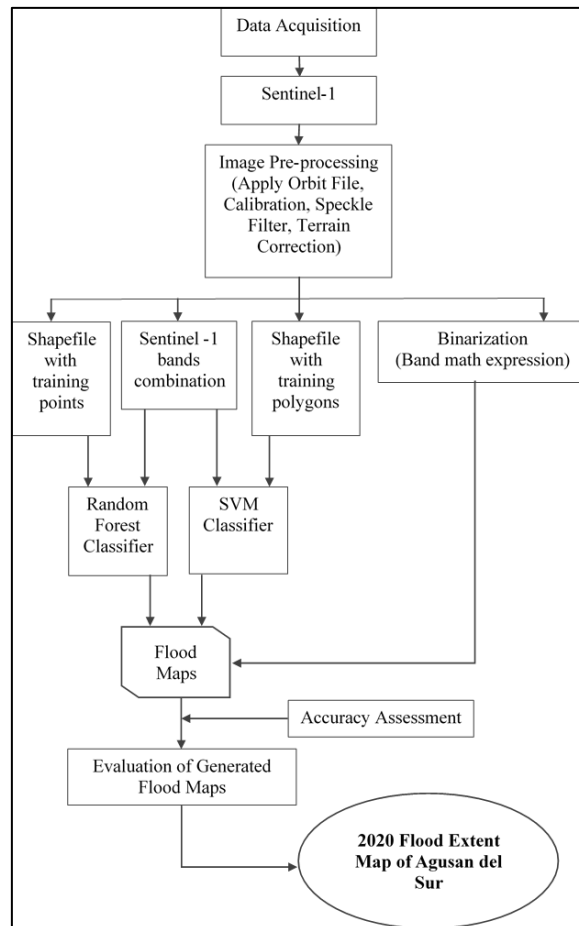 Data Acquisition
Sentinel-1
Image Pre-processing
(Apply Orbit File,
Calibration, Speckle
Filter, Terrain
Correction)
Shapefile
with
training
points
Sentinel -1
bands
combination
Shapefile
with
training
polygons
Binarization
(Band math expression)
Random
Forest
Classifier
SVM
Classifier
Flood
Maps
Accuracy Assessment
Evaluation of Generated
Flood Maps
2020 Flood Extent
Map of Agusan del
Sur